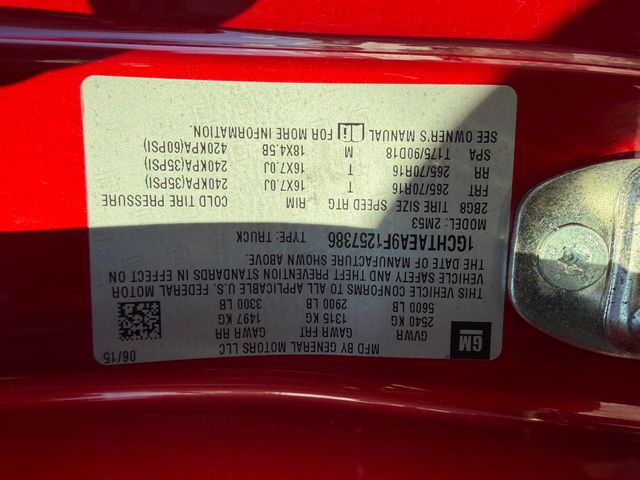 GM
MFD BY GENERAL MOTORS LLC
06/15
GVWR GAWR FRT GAWR RR
2540 KG 1315 KG 1497 KG
5600 LB 2900 LB 3300 LB
THIS VEHICLE CONFORMS TO ALL APPLICABLE U.S. FEDERAL MOTOR
VEHICLE SAFETY AND THEFT PREVENTION STANDARDS IN EFFECT ON
THE DATE OF MANUFACTURE SHOWN ABOVE.
1GCHTAEA9F1257386 TYPE: TRUCK
MODEL: 2M53
2BG8 TIRE SIZE SPEED RTG RIM COLD TIRE PRESSURE
FRT 265/70R16 T 16X7.0J 240KPA(35PSI)
RR 265/70R16 T 16X7.0J 240KPA(35PSI)
SPA T175/90D18 M 18X4.5B 420KPA(60PSI)
SEE OWNER'S MANUAL FOR MORE INFORMATION.